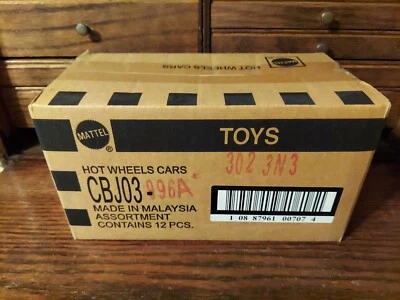 HOT WHEELS CARS
MATTEL
®
TOYS
302 3N3
HOT WHEELS CARS
CBJ03-996A
MADE IN MALAYSIA
ASSORTMENT
CONTAINS 12 PCS.
1 08 87961 00707 4